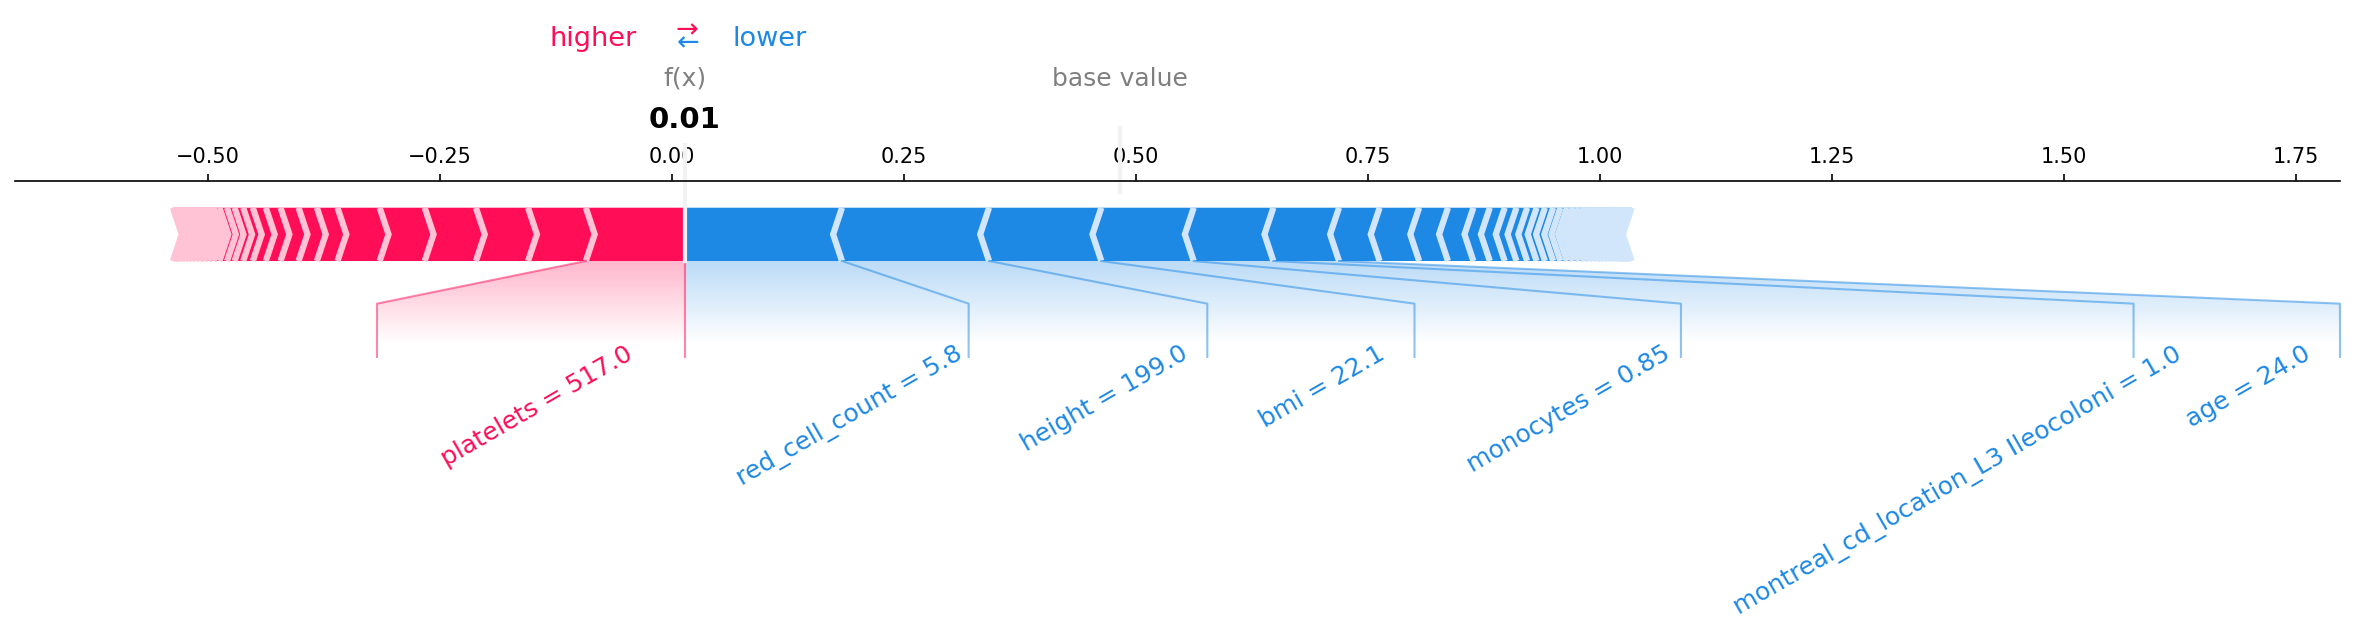 higher ⇄ lower
f(x)
base value
0.01
−0.50 −0.25 0.00 0.25 0.50 0.75 1.00 1.25 1.50 1.75
platelets = 517.0
red_cell_count = 5.8
height = 199.0
bmi = 22.1
monocytes = 0.85
montreal_cd_location_L3 Ileocoloni = 1.0
age = 24.0